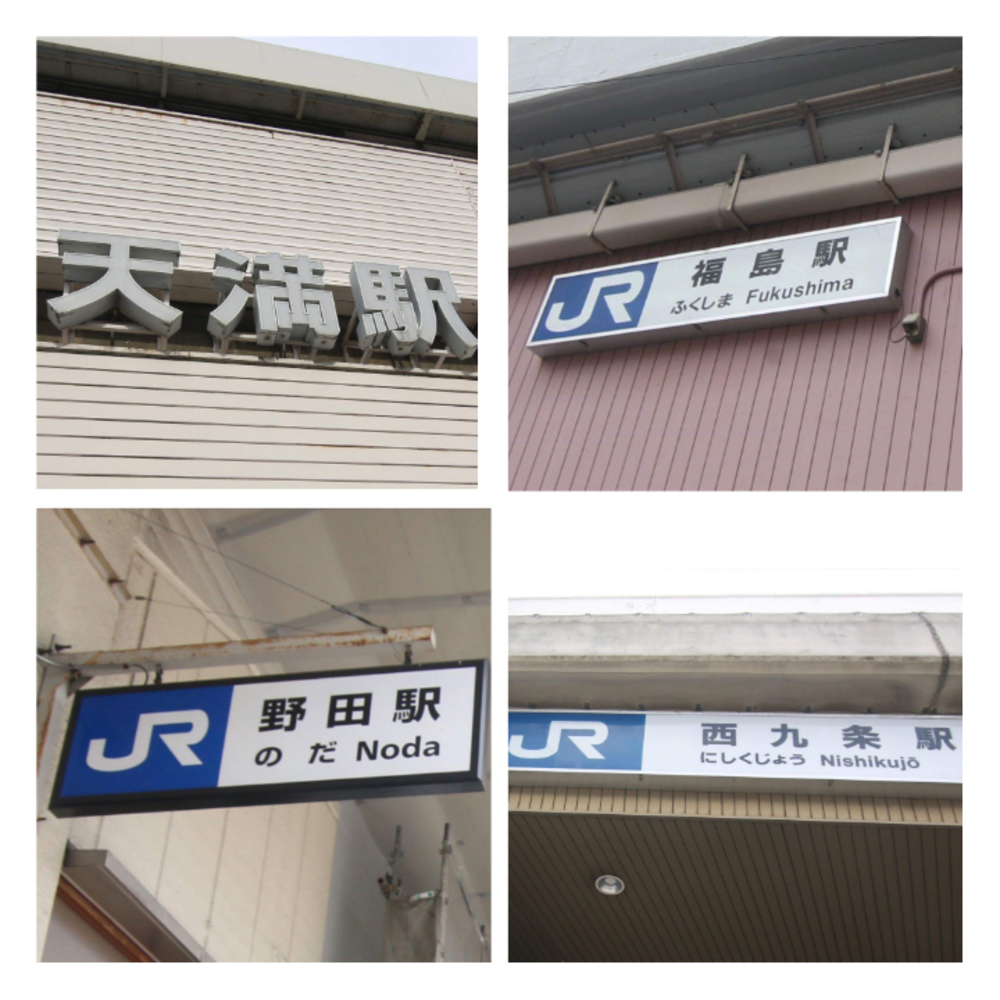 天満駅
JR 福島駅
ふくしま Fukushima
JR 野田駅
のだ Noda
JR 西九条駅
にしくじょう Nishikujō